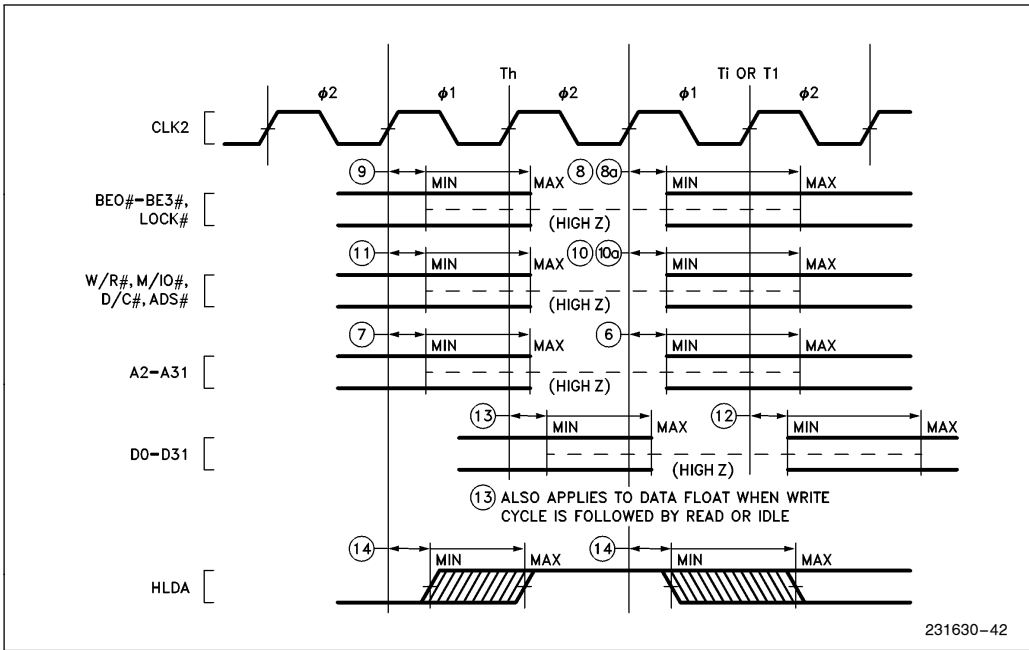 Th Ti OR T1
ϕ2 ϕ1 ϕ2 ϕ1 ϕ2
CLK2
9 8 8a
MIN MAX MIN MAX
BE0#–BE3#,
LOCK#
(HIGH Z)
11 10 10a
MIN MAX MIN MAX
W/R#, M/IO#,
D/C#, ADS#
(HIGH Z)
7 6
MIN MAX MIN MAX
A2–A31
(HIGH Z)
13 12
MIN MAX MIN MAX
D0–D31
(HIGH Z)
13 ALSO APPLIES TO DATA FLOAT WHEN WRITE
CYCLE IS FOLLOWED BY READ OR IDLE
14 14
MIN MAX MIN MAX
HLDA
231630–42